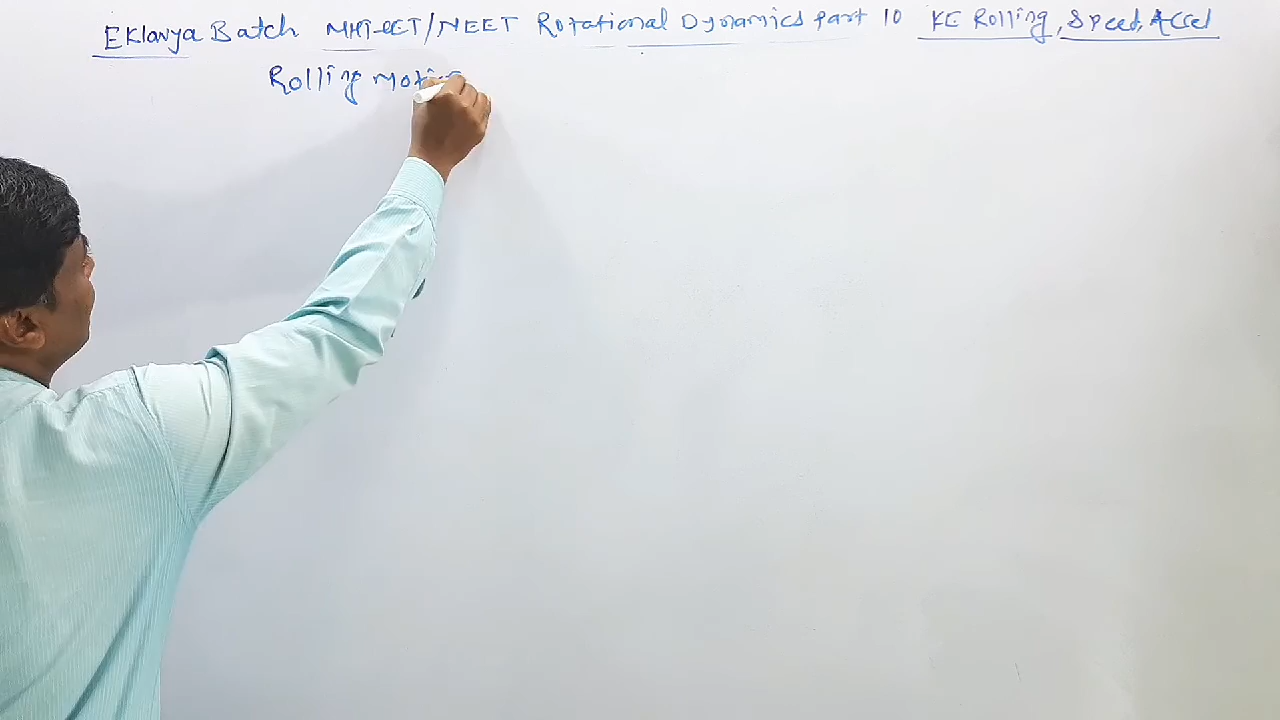 Eklavya Batch MHT-CET/NEET Rotational Dynamics Part 10 KE Rolling, Speed, Accel
Rolling Motion